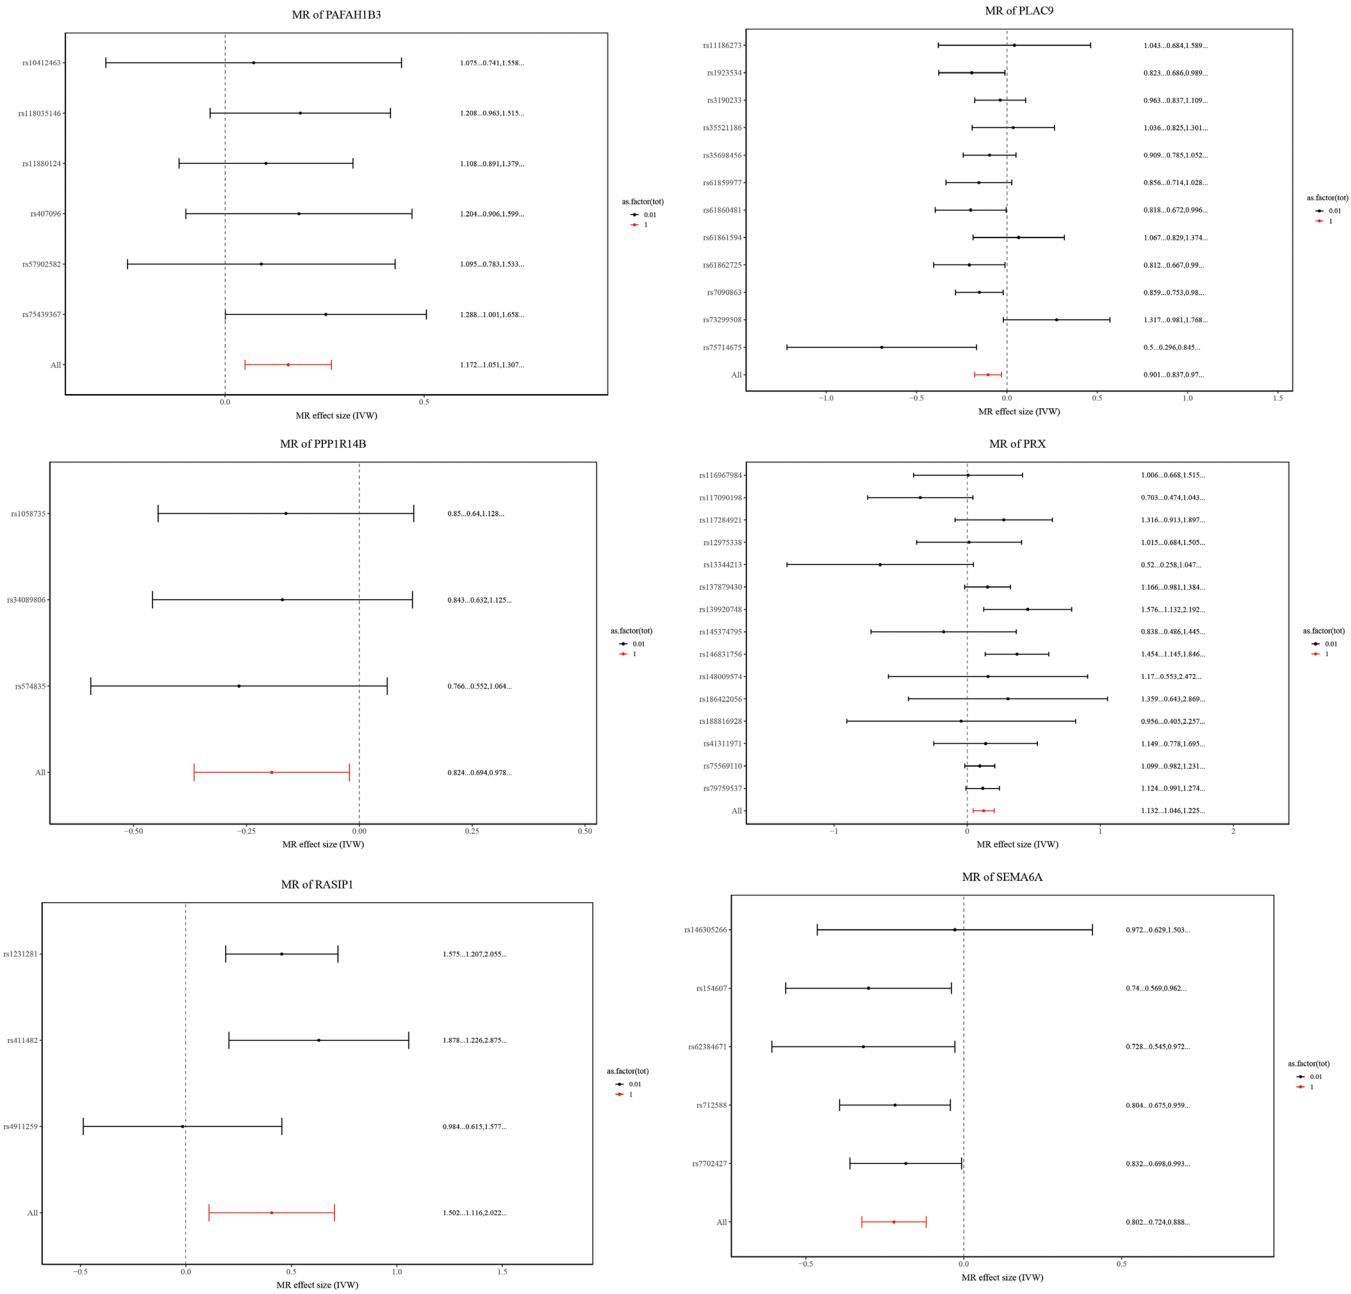 MR of PAFAH1B3
rs10412463
1.075...0.741,1.558...
rs118035146
1.208...0.963,1.515...
rs11880124
1.108...0.891,1.379...
rs407096
1.204...0.906,1.599...
rs57902582
1.095...0.783,1.533...
rs75439367
1.288...1.001,1.658...
All
1.172...1.051,1.307...
0.0 0.5
MR effect size (IVW)
as.factor(tot)
0.01
1
MR of PLAC9
rs11186273
1.043...0.684,1.589...
rs1923534
0.823...0.686,0.989...
rs3190233
0.963...0.837,1.109...
rs35521186
1.036...0.825,1.301...
rs35698456
0.909...0.785,1.052...
rs61859977
0.856...0.714,1.028...
rs61860481
0.818...0.672,0.996...
rs61861594
1.067...0.829,1.374...
rs61862725
0.812...0.667,0.99...
rs7090863
0.859...0.753,0.98...
rs73299508
1.317...0.981,1.768...
rs75714675
0.5...0.296,0.845...
All
0.901...0.837,0.97...
−1.0 −0.5 0.0 0.5 1.0 1.5
MR effect size (IVW)
as.factor(tot)
0.01
1
MR of PPP1R14B
rs1058735
0.85...0.64,1.128...
rs34089806
0.843...0.632,1.125...
rs574835
0.766...0.552,1.064...
All
0.824...0.694,0.978...
−0.50 −0.25 0.00 0.25 0.50
MR effect size (IVW)
as.factor(tot)
0.01
1
MR of PRX
rs116967984
1.006...0.668,1.515...
rs117090198
0.703...0.474,1.043...
rs117284921
1.316...0.913,1.897...
rs12975338
1.015...0.684,1.505...
rs13344213
0.52...0.258,1.047...
rs137879430
1.166...0.981,1.384...
rs139920748
1.576...1.132,2.192...
rs145374795
0.838...0.486,1.445...
rs146831756
1.454...1.145,1.846...
rs148009574
1.17...0.553,2.472...
rs186422056
1.359...0.643,2.869...
rs188816928
0.956...0.405,2.257...
rs41311971
1.149...0.778,1.695...
rs75569110
1.099...0.982,1.231...
rs79759537
1.124...0.991,1.274...
All
1.132...1.046,1.225...
−1 0 1 2
MR effect size (IVW)
as.factor(tot)
0.01
1
MR of RASIP1
rs1231281
1.575...1.207,2.055...
rs411482
1.878...1.226,2.875...
rs4911259
0.984...0.615,1.577...
All
1.502...1.116,2.022...
−0.5 0.0 0.5 1.0 1.5
MR effect size (IVW)
as.factor(tot)
0.01
1
MR of SEMA6A
rs146305266
0.972...0.629,1.503...
rs154607
0.74...0.569,0.962...
rs62384671
0.728...0.545,0.972...
rs712588
0.804...0.675,0.959...
rs7702427
0.832...0.698,0.993...
All
0.802...0.724,0.888...
−0.5 0.0 0.5
MR effect size (IVW)
as.factor(tot)
0.01
1